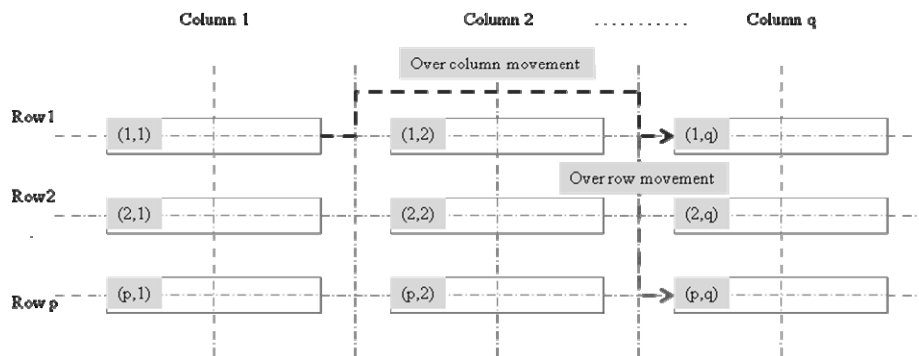 Column 1 Column 2 ............ Column q
Over column movement
Row1
(1,1) (1,2) (1,q)
Over row movement
Row2
(2,1) (2,2) (2,q)
.
Row p
(p,1) (p,2) (p,q)